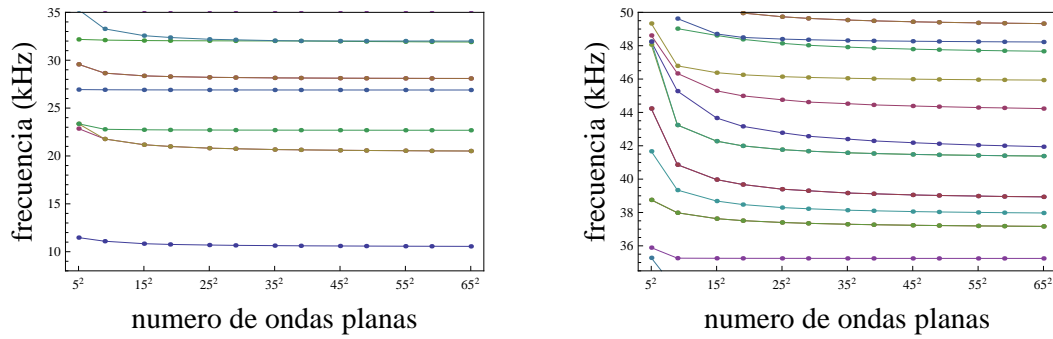 frecuencia (kHz)
35
30
25
20
15
10
5² 15² 25² 35² 45² 55² 65²
numero de ondas planas
frecuencia (kHz)
50
48
46
44
42
40
38
36
5² 15² 25² 35² 45² 55² 65²
numero de ondas planas